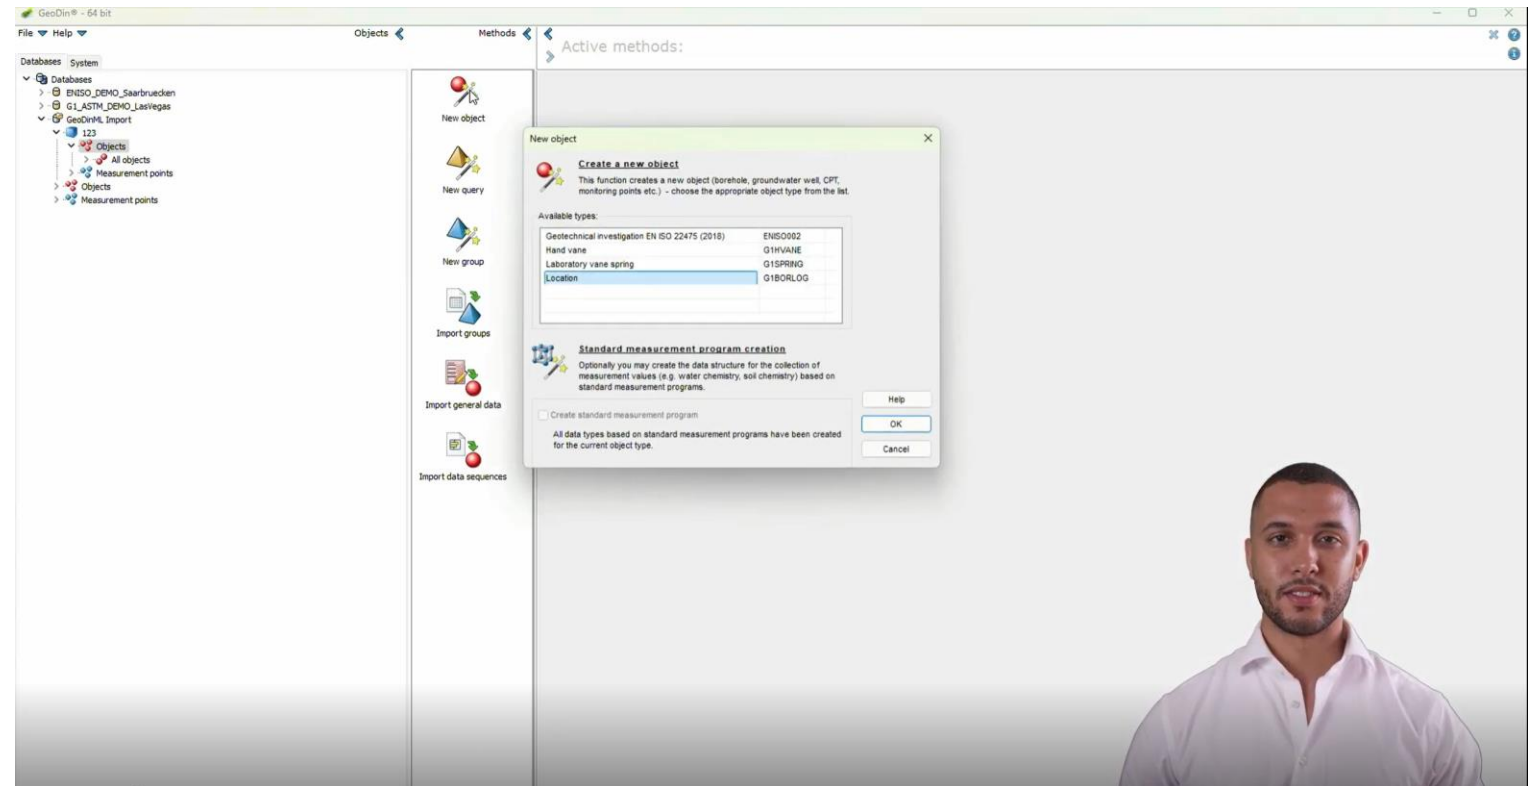 GeoDin® - 64 bit
File Help
Objects
Methods
Active methods:
Databases System
Databases
ENISO_DEMO_Saarbruecken
G1_ASTM_DEMO_LasVegas
GeoDinML Import
123
Objects
All objects
Measurement points
Objects
Measurement points
New object
New query
New group
Import groups
Import general data
Import data sequences
New object
Create a new object
This function creates a new object (borehole, groundwater well, CPT,
monitoring points etc.) - choose the appropriate object type from the list.
Available types:
Geotechnical investigation EN ISO 22475 (2018) ENISO002
Hand vane G1HVANE
Laboratory vane spring G1SPRING
Location G1BORLOG
Standard measurement program creation
Optionally you may create the data structure for the collection of
measurement values (e.g. water chemistry, soil chemistry) based on
standard measurement programs.
Create standard measurement program
All data types based on standard measurement programs have been created
for the current object type.
Help
OK
Cancel